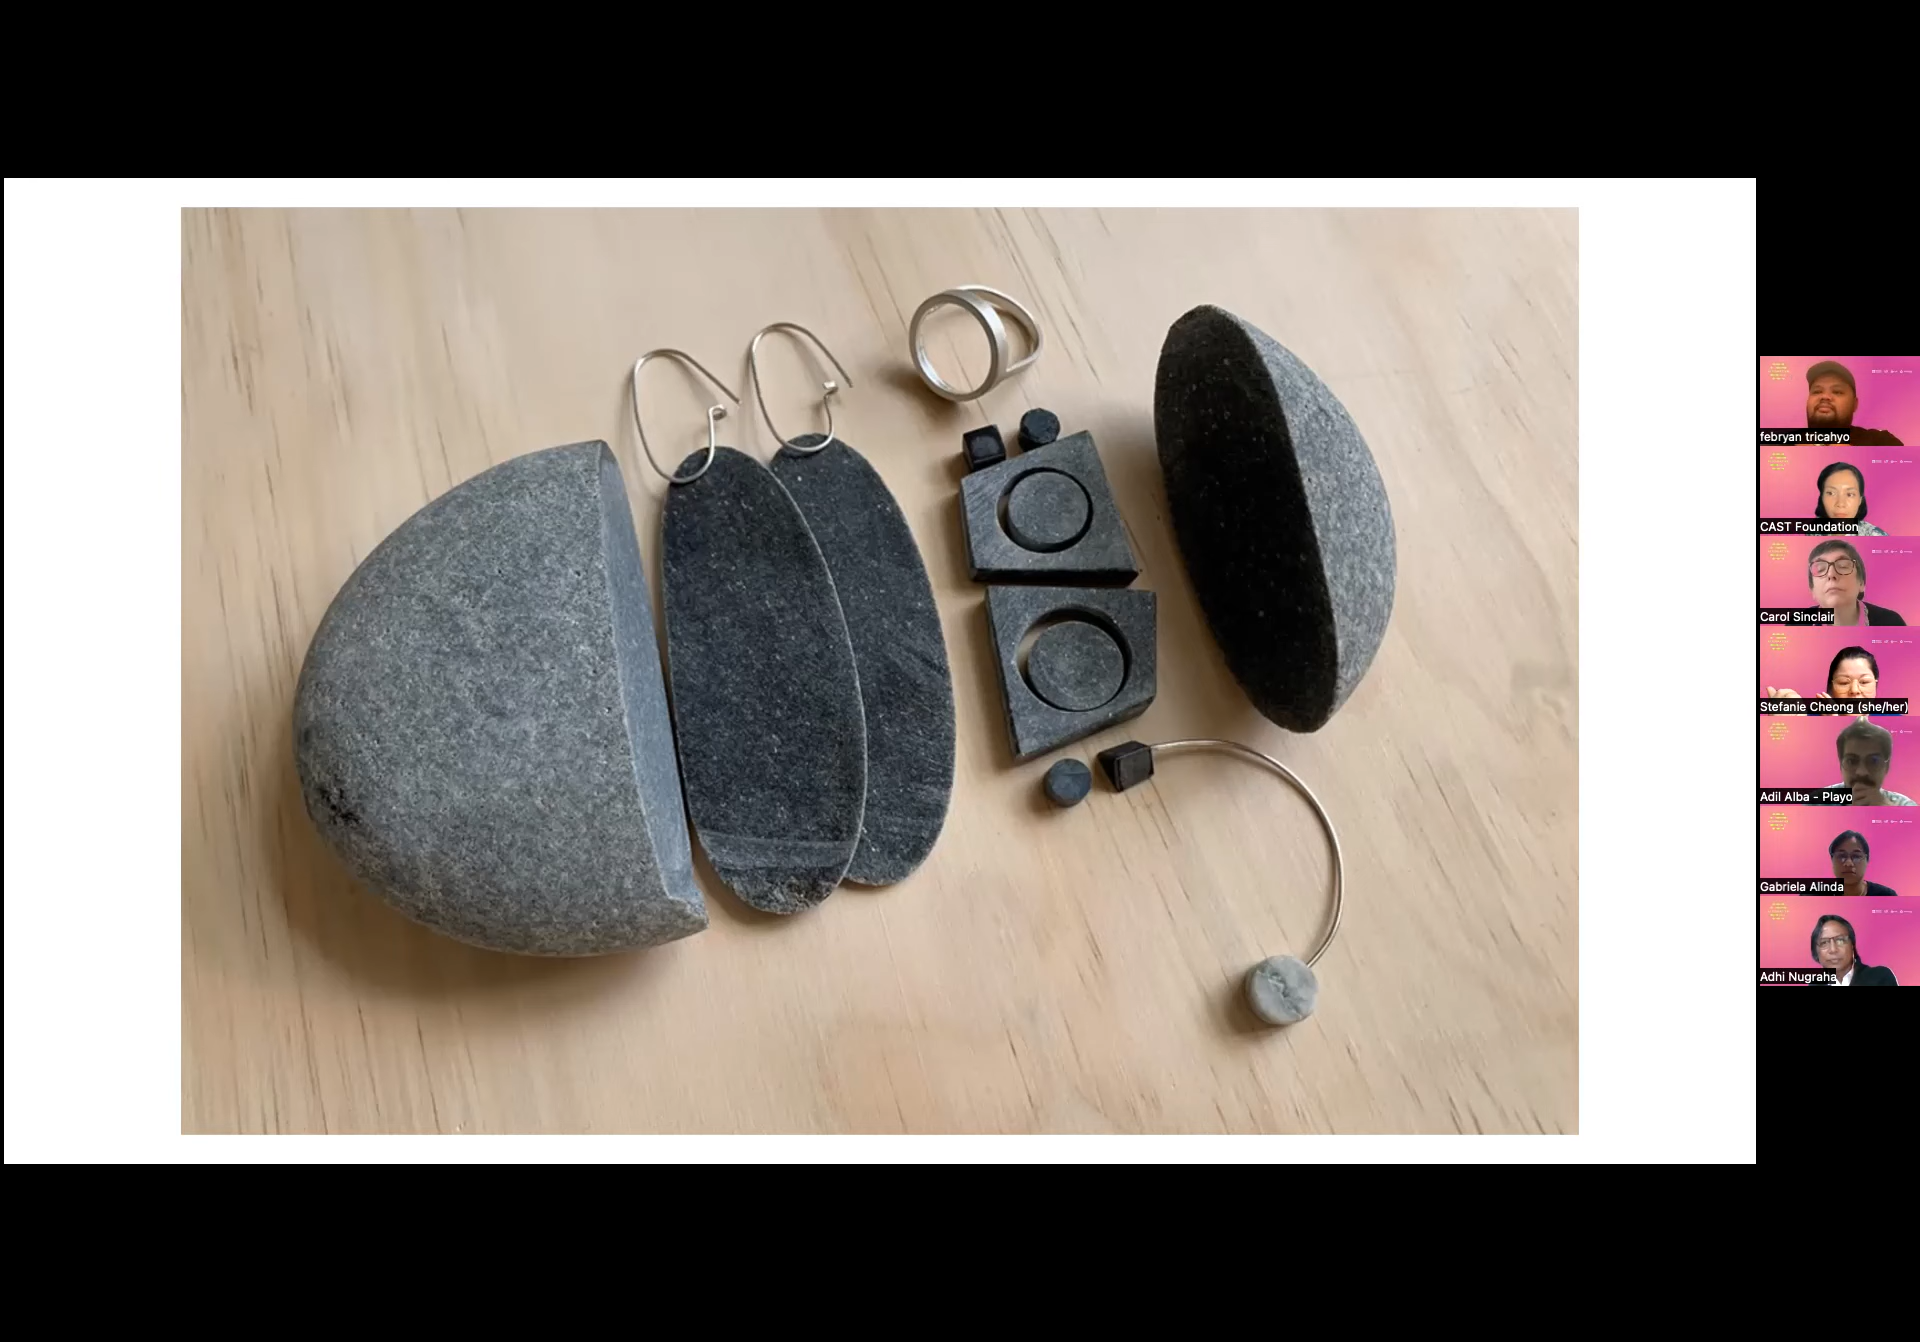 febryan tricahyo
CAST Foundation
Carol Sinclair
Stefanie Cheong (she/her)
Adil Alba - Playo
Gabriela Alinda
Adhi Nugraha